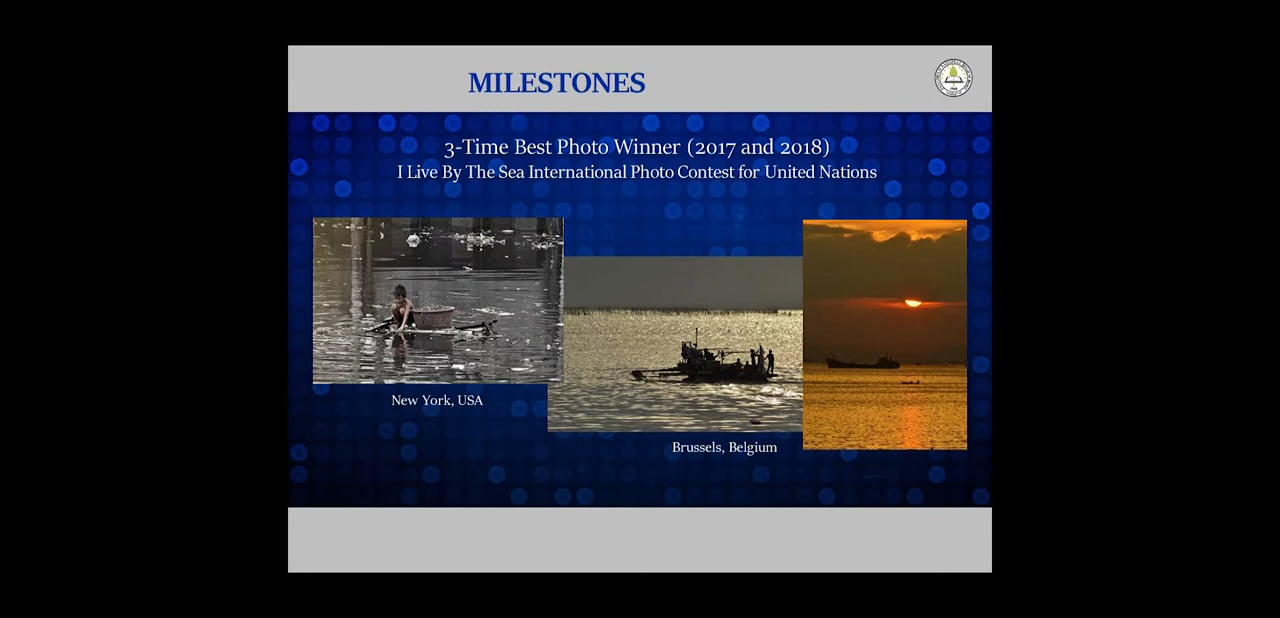 MILESTONES
3-Time Best Photo Winner (2017 and 2018)
I Live By The Sea International Photo Contest for United Nations
New York, USA
Brussels, Belgium